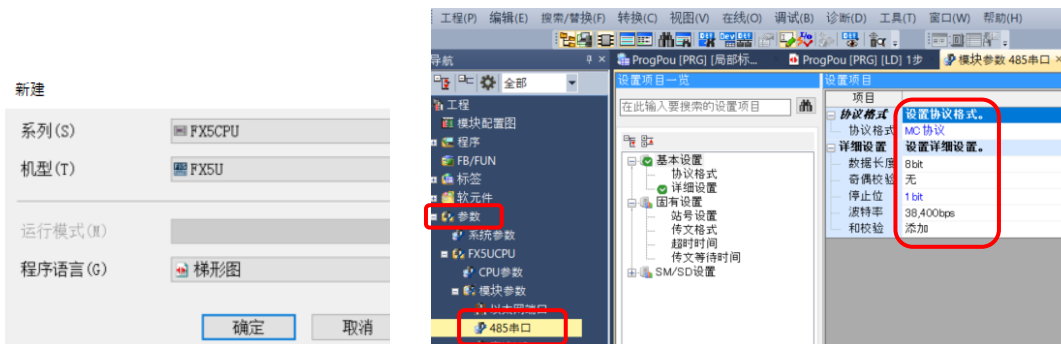 新建
系列(S)
FX5CPU
机型(T)
FX5U
运行模式(M)
程序语言(G)
梯形图
确定
取消
工程(P) 编辑(E) 搜索/替换(F) 转换(C) 视图(V) 在线(O) 调试(B) 诊断(D) 工具(T) 窗口(W) 帮助(H)
导航
ProgPou [PRG] [局部标...
ProgPou [PRG] [LD] 1步
模块参数 485串口
全部
工程
模块配置图
程序
FB/FUN
标签
软元件
参数
系统参数
FX5UCPU
CPU参数
模块参数
以太网端口
485串口
设置项目一览
在此输入要搜索的设置项目
基本设置
协议格式
详细设置
固有设置
站号设置
传文格式
超时时间
传文等待时间
SM/SD设置
设置项目
项目
协议格式 设置协议格式。
协议格式 MC协议
详细设置 设置详细设置。
数据长度 8bit
奇偶校验 无
停止位 1bit
波特率 38,400bps
和校验 添加